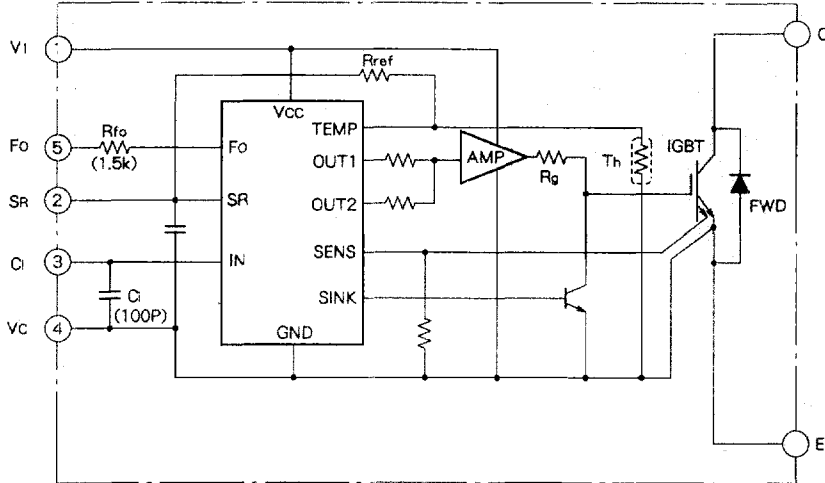 V1
1
Rref
C
Vcc
TEMP
Fo
5
Rfo
(1.5k)
Fo
OUT1
AMP
Rg
Th
IGBT
SR
2
SR
OUT2
FWD
CI
3
IN
SENS
Ci
(100P)
SINK
VC
4
GND
E